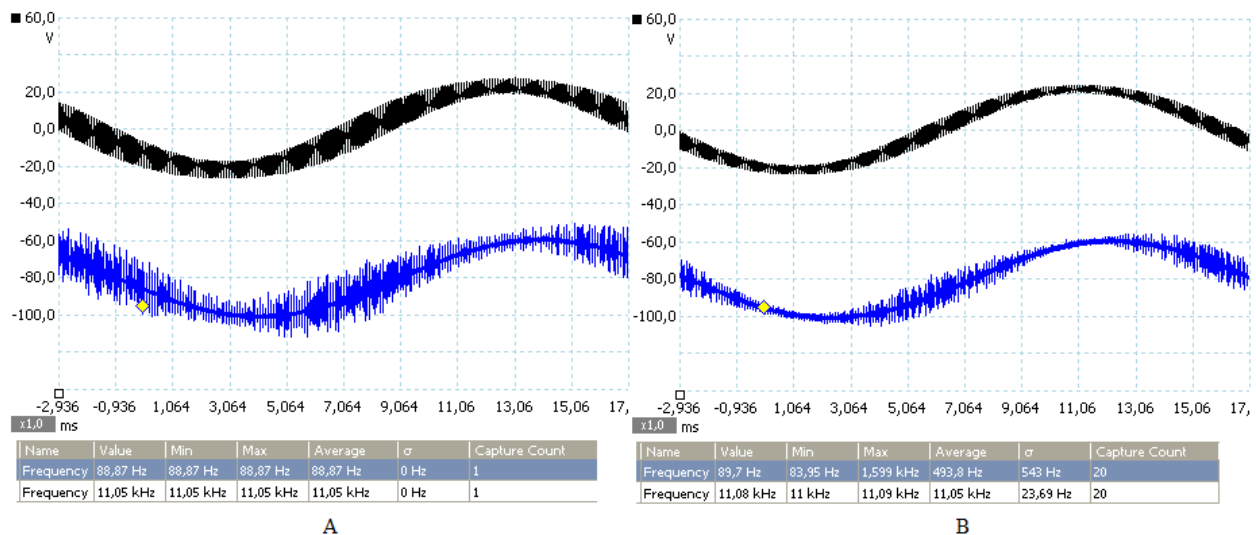 60,0
V
20,0
0,0
-20,0
-40,0
-60,0
-80,0
-100,0
-2,936 -0,936 1,064 3,064 5,064 7,064 9,064 11,06 13,06 15,06 17,
x1,0 ms
Name Value Min Max Average σ Capture Count
Frequency 88,87 Hz 88,87 Hz 88,87 Hz 88,87 Hz 0 Hz 1
Frequency 11,05 kHz 11,05 kHz 11,05 kHz 11,05 kHz 0 Hz 1
A
60,0
V
20,0
0,0
-20,0
-40,0
-60,0
-80,0
-100,0
-2,936 -0,936 1,064 3,064 5,064 7,064 9,064 11,06 13,06 15,06 17,
x1,0 ms
Name Value Min Max Average σ Capture Count
Frequency 89,7 Hz 83,95 Hz 1,599 kHz 493,8 Hz 543 Hz 20
Frequency 11,08 kHz 11 kHz 11,09 kHz 11,05 kHz 23,69 Hz 20
B